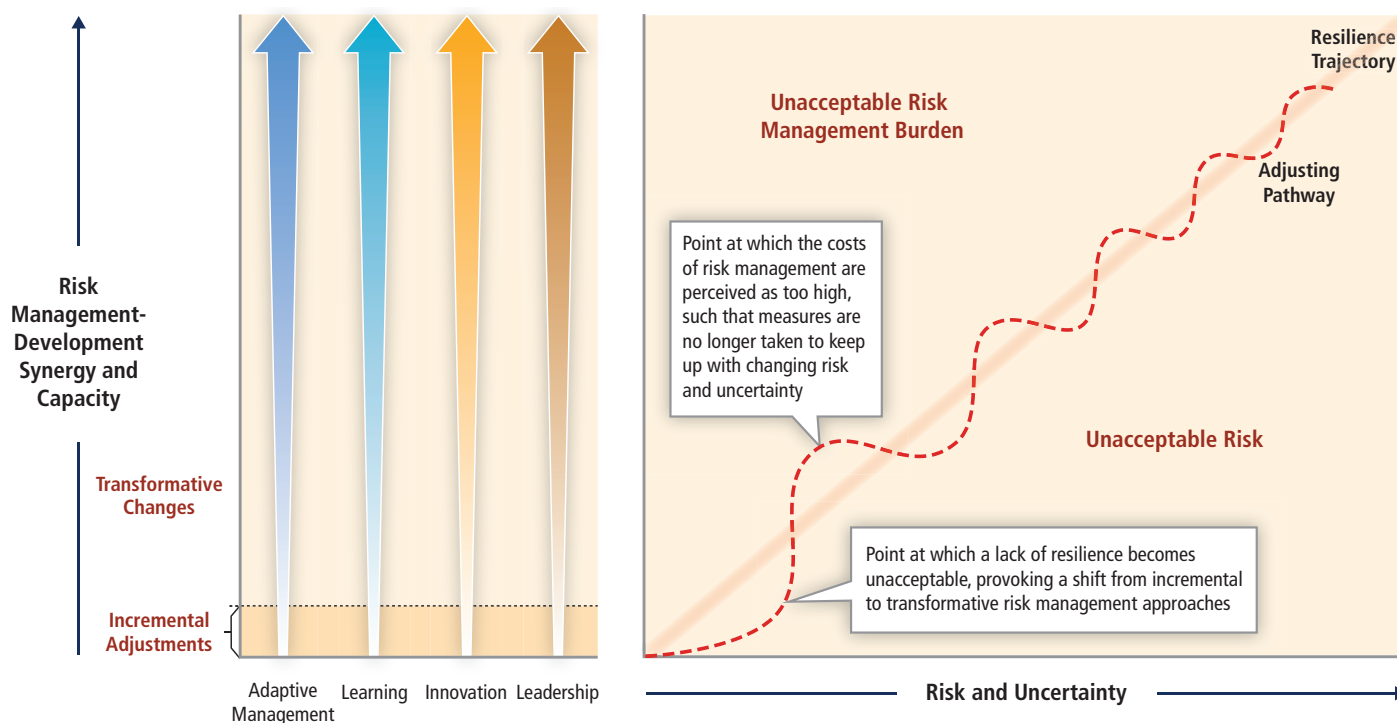 Risk
Management-
Development
Synergy and
Capacity
Transformative
Changes
Incremental
Adjustments
Adaptive
Management
Learning
Innovation
Leadership
Resilience
Trajectory
Unacceptable Risk
Management Burden
Adjusting
Pathway
Point at which the costs
of risk management are
perceived as too high,
such that measures are
no longer taken to keep
up with changing risk
and uncertainty
Unacceptable Risk
Point at which a lack of resilience becomes
unacceptable, provoking a shift from incremental
to transformative risk management approaches
Risk and Uncertainty